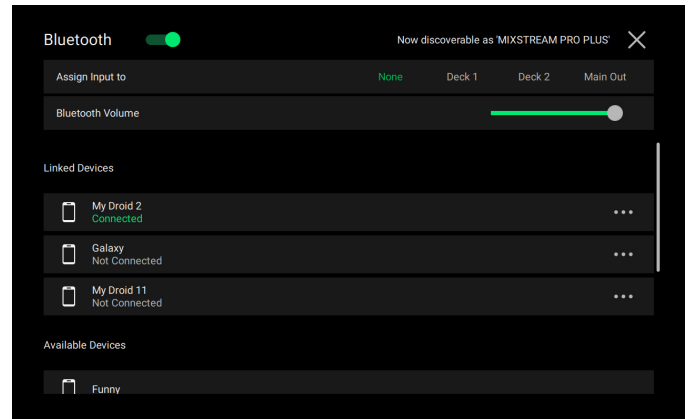 Bluetooth
Now discoverable as 'MIXSTREAM PRO PLUS'
Assign Input to None Deck 1 Deck 2 Main Out
Bluetooth Volume
Linked Devices
My Droid 2
Connected
Galaxy
Not Connected
My Droid 11
Not Connected
Available Devices
Funny